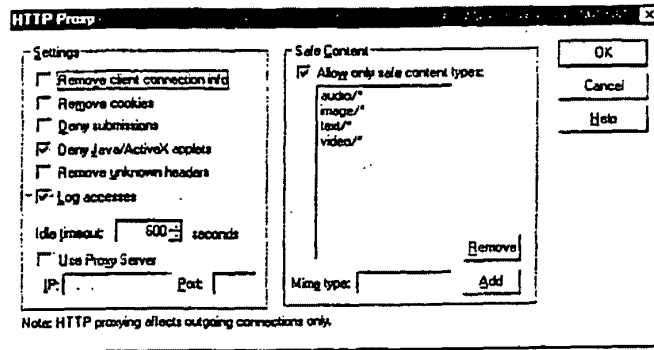 HTTP Proxy
Settings
Remove client connection info
Remove cookies
Deny submissions
Deny Java/ActiveX applets
Remove unknown headers
Log accesses
Idle timeout: 600 seconds
Use Proxy Server
IP: Port:
Safe Content
Allow only safe content types:
audio/*
image/*
text/*
video/*
Remove
Mime type: Add
OK
Cancel
Help
Note: HTTP proxying affects outgoing connections only.